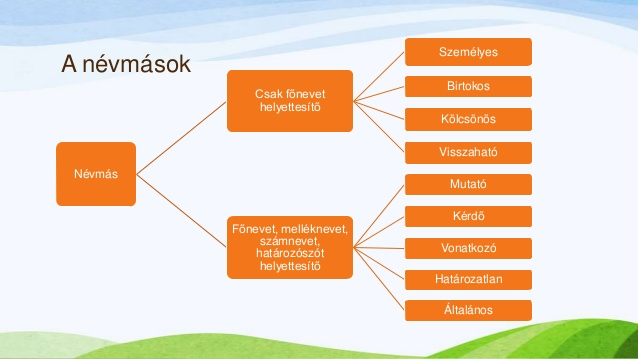 A névmások
Névmás
Csak főnevet
helyettesítő
Személyes
Birtokos
Kölcsönös
Visszaható
Főnevet, melléknevet,
számnevet,
határozószót
helyettesítő
Mutató
Kérdő
Vonatkozó
Határozatlan
Általános